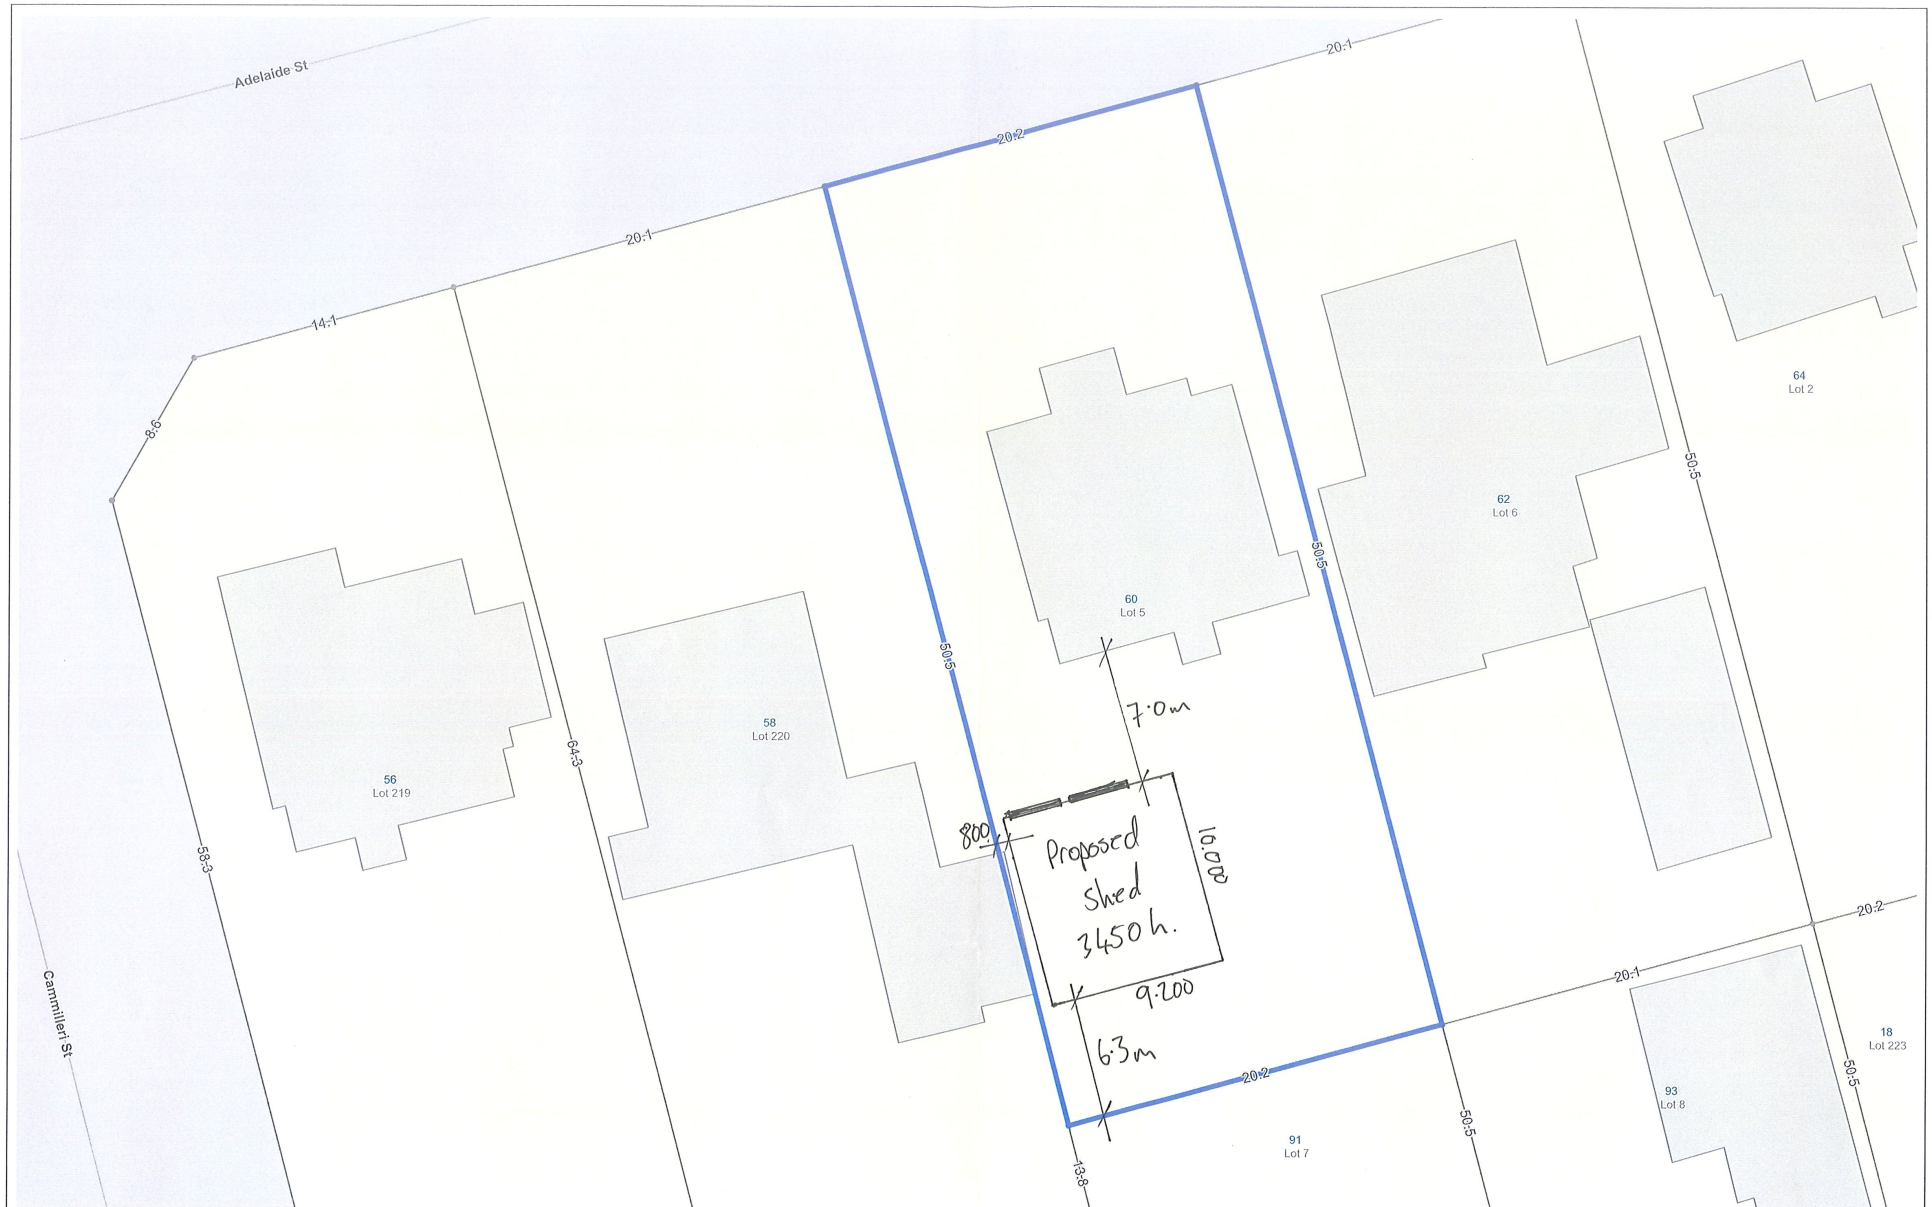 Adelaide St
20.1
20.2
20.1
14.1
8.6
64
Lot 2
50.5
62
Lot 6
50.5
60
Lot 5
50.5
7.0m
58
Lot 220
64.3
56
Lot 219
58.3
800
Proposed
Shed
3450 h.
10.000
9.200
6.3m
20.2
20.2
20.1
Cammilleri St
18
Lot 223
50.5
93
Lot 8
50.5
91
Lot 7
13.8